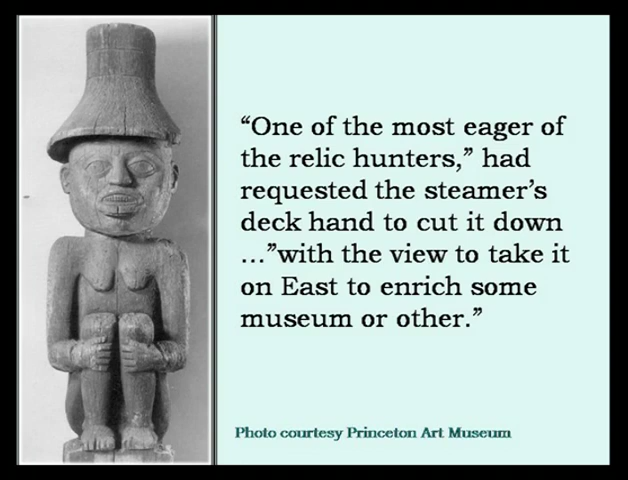 “One of the most eager of
the relic hunters,” had
requested the steamer’s
deck hand to cut it down
…”with the view to take it
on East to enrich some
museum or other.”
Photo courtesy Princeton Art Museum